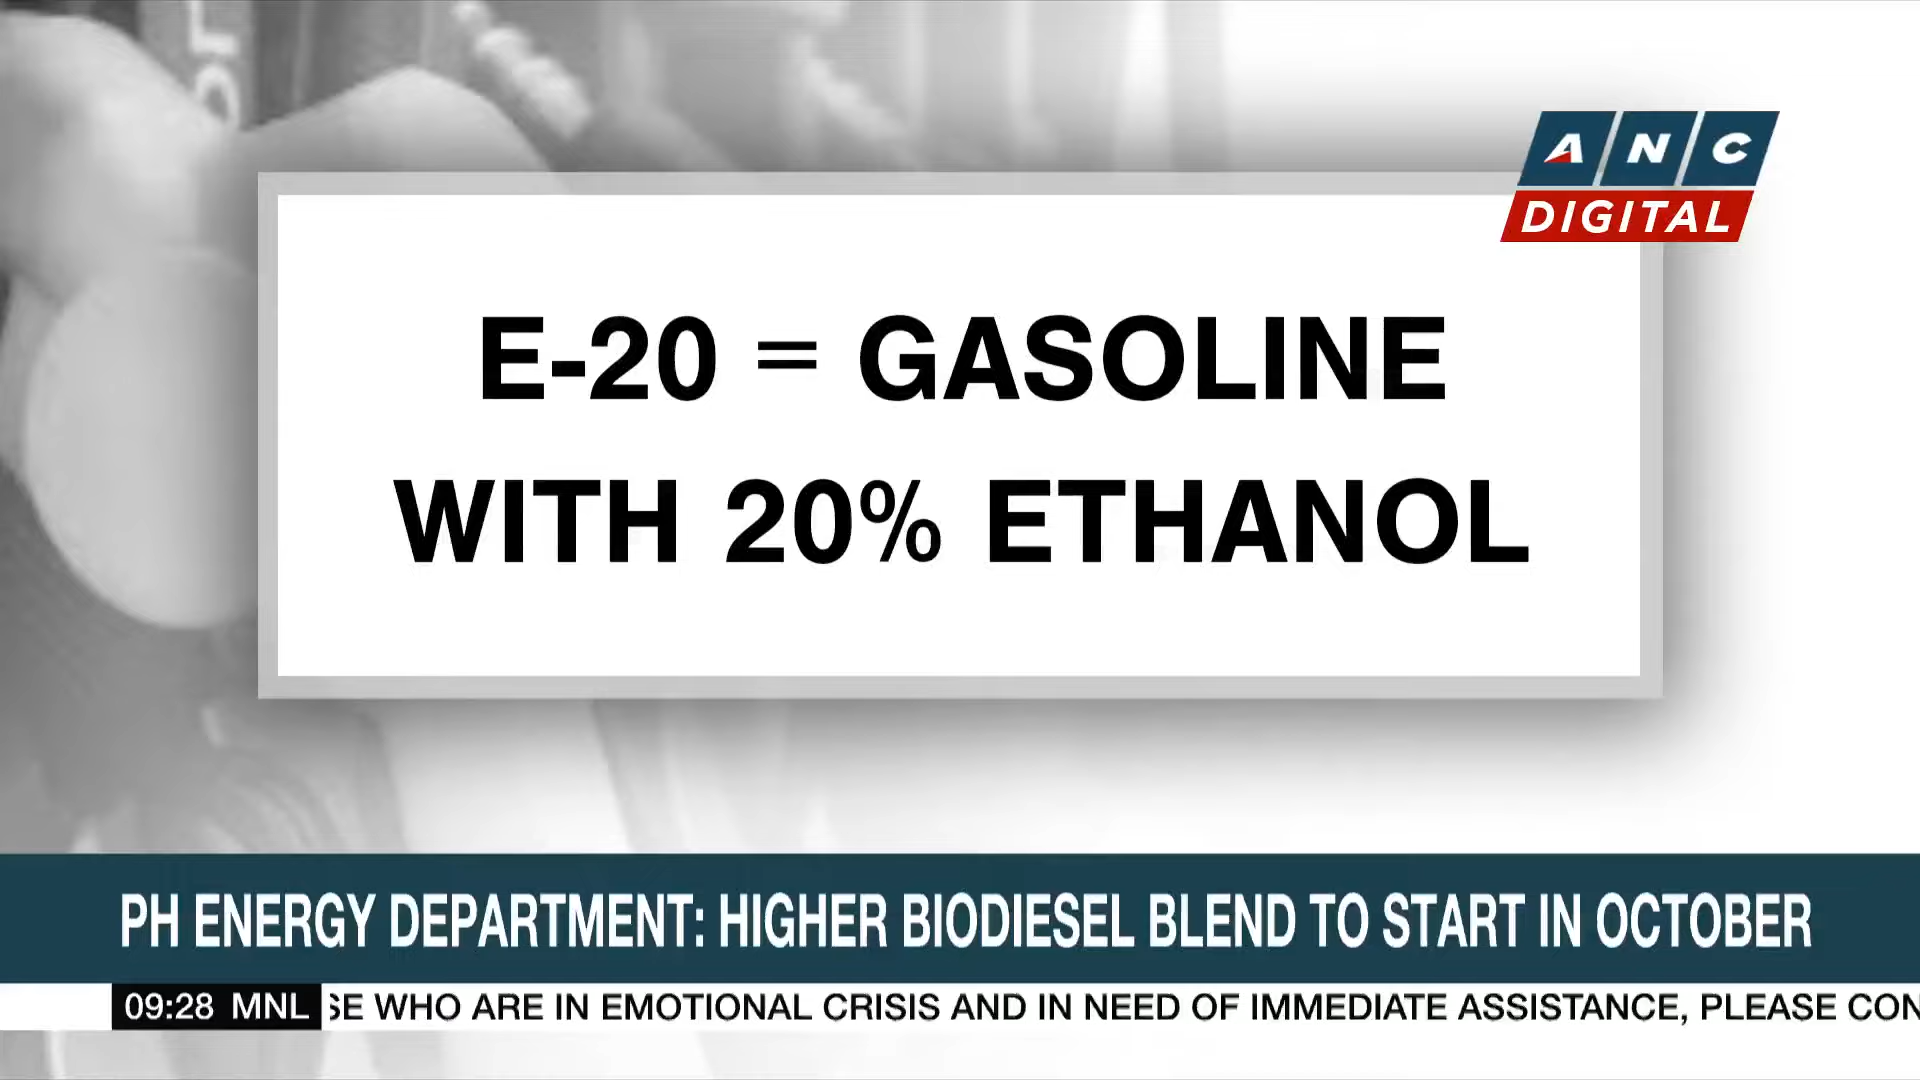 ANC
DIGITAL
E-20 = GASOLINE
WITH 20% ETHANOL
PH ENERGY DEPARTMENT: HIGHER BIODIESEL BLEND TO START IN OCTOBER
09:28 MNL WHO ARE IN EMOTIONAL CRISIS AND IN NEED OF IMMEDIATE ASSISTANCE, PLEASE